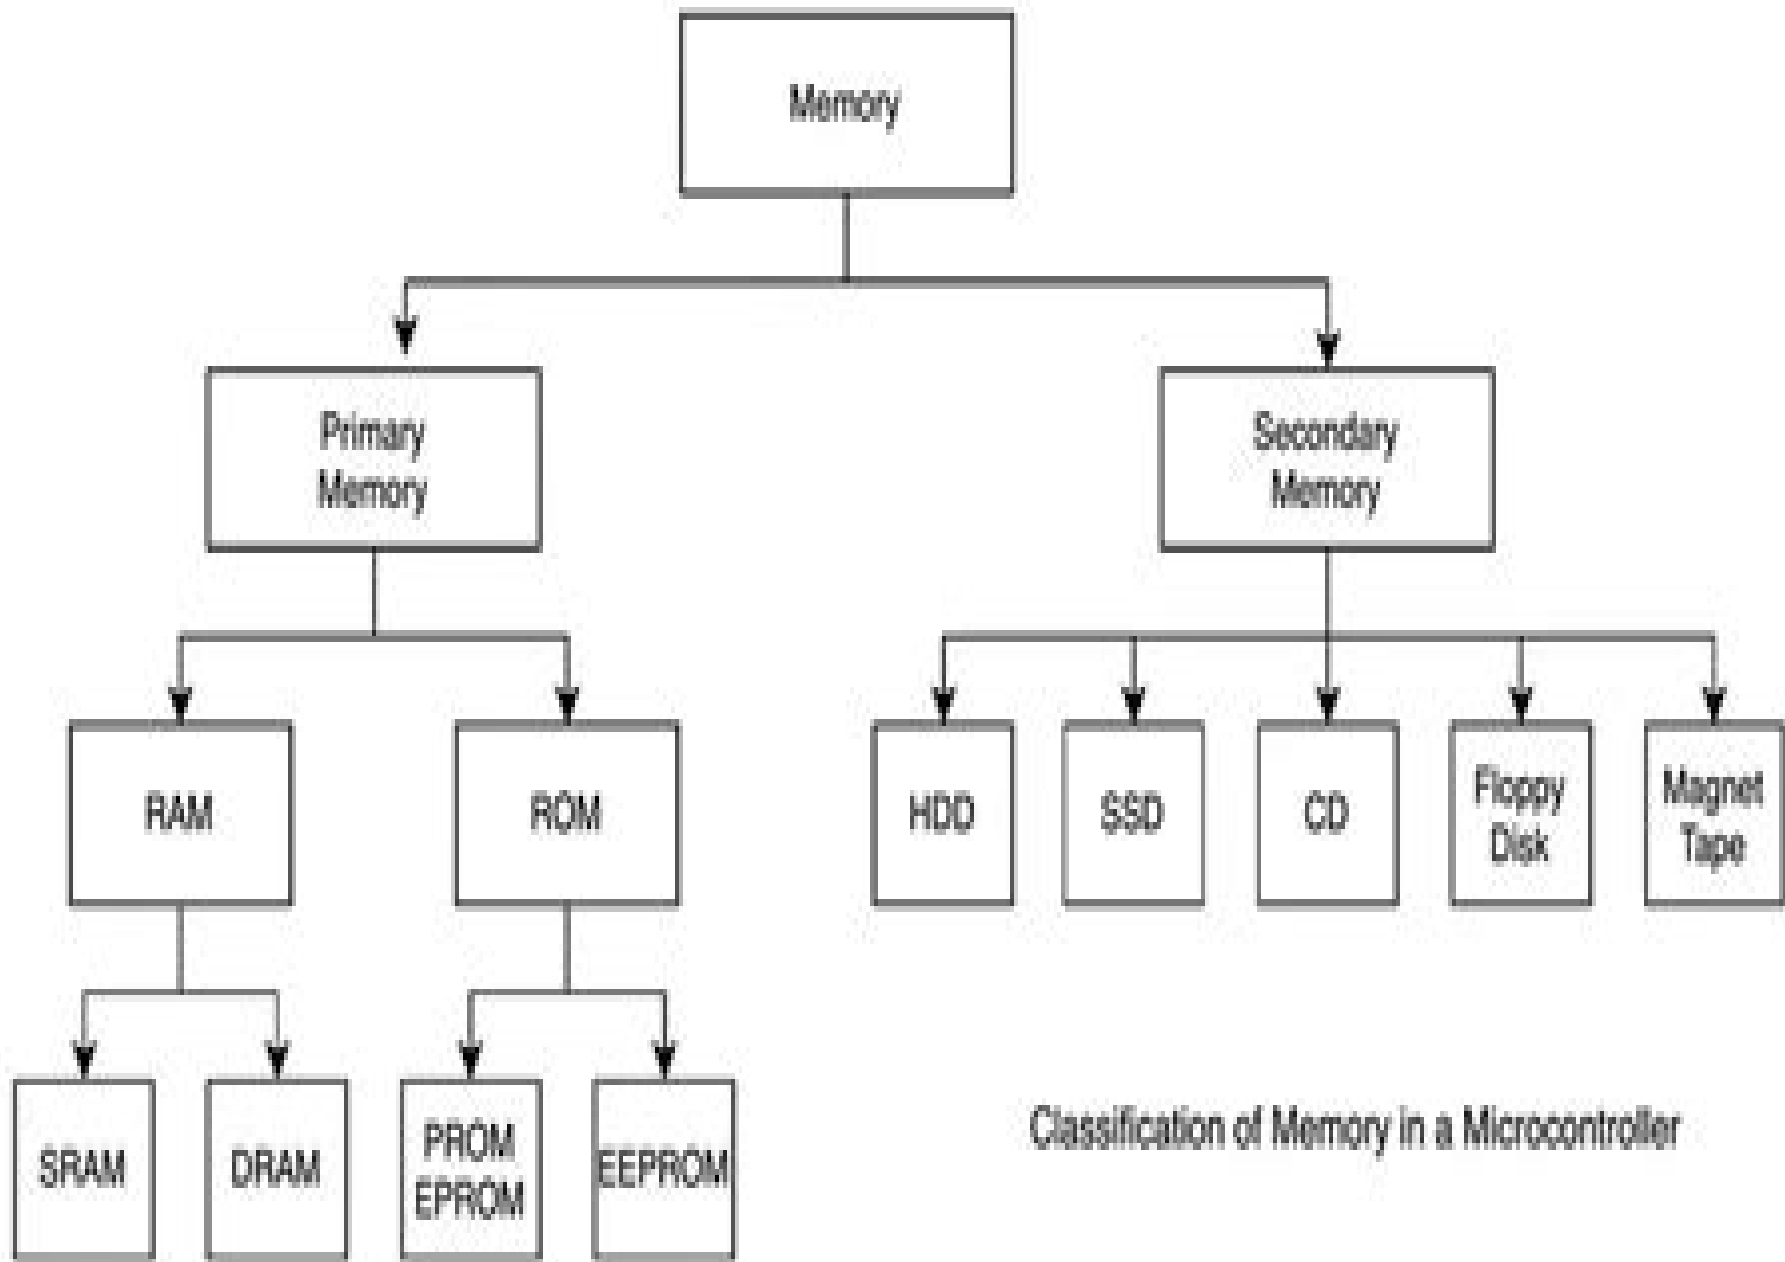 Memory
Primary
Memory
Secondary
Memory
RAM
ROM
HDD
SSD
CD
Floppy
Disk
Magnet
Tape
SRAM
DRAM
PROM
EPROM
EEPROM
Classification of Memory in a Microcontroller